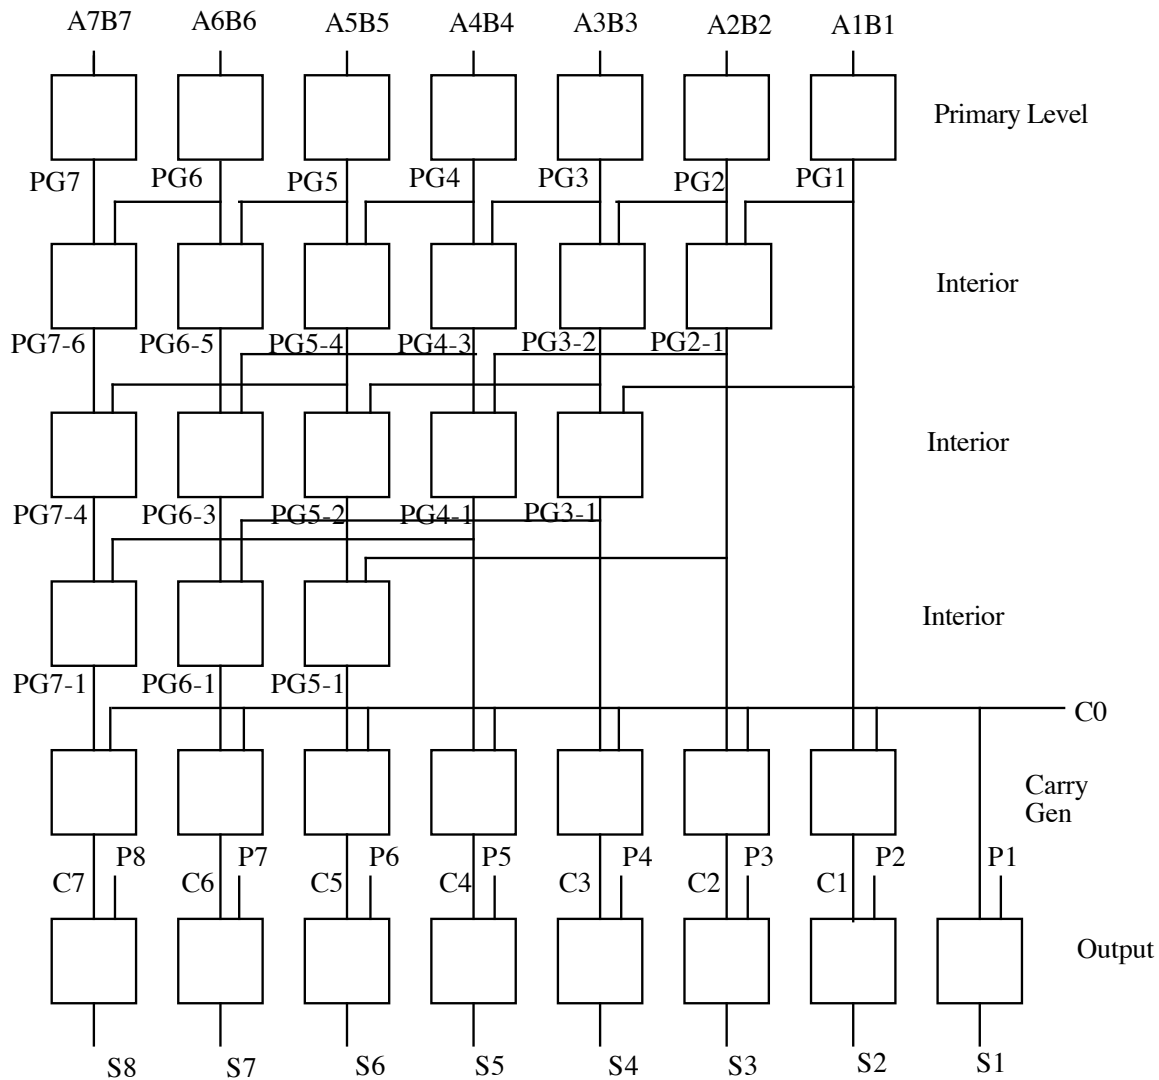 A7B7 A6B6 A5B5 A4B4 A3B3 A2B2 A1B1
Primary Level
PG7 PG6 PG5 PG4 PG3 PG2 PG1
Interior
PG7-6 PG6-5 PG5-4 PG4-3 PG3-2 PG2-1
Interior
PG7-4 PG6-3 PG5-2 PG4-1 PG3-1
Interior
PG7-1 PG6-1 PG5-1
C0
Carry
Gen
P8 P7 P6 P5 P4 P3 P2 P1
C7 C6 C5 C4 C3 C2 C1
Output
S8 S7 S6 S5 S4 S3 S2 S1